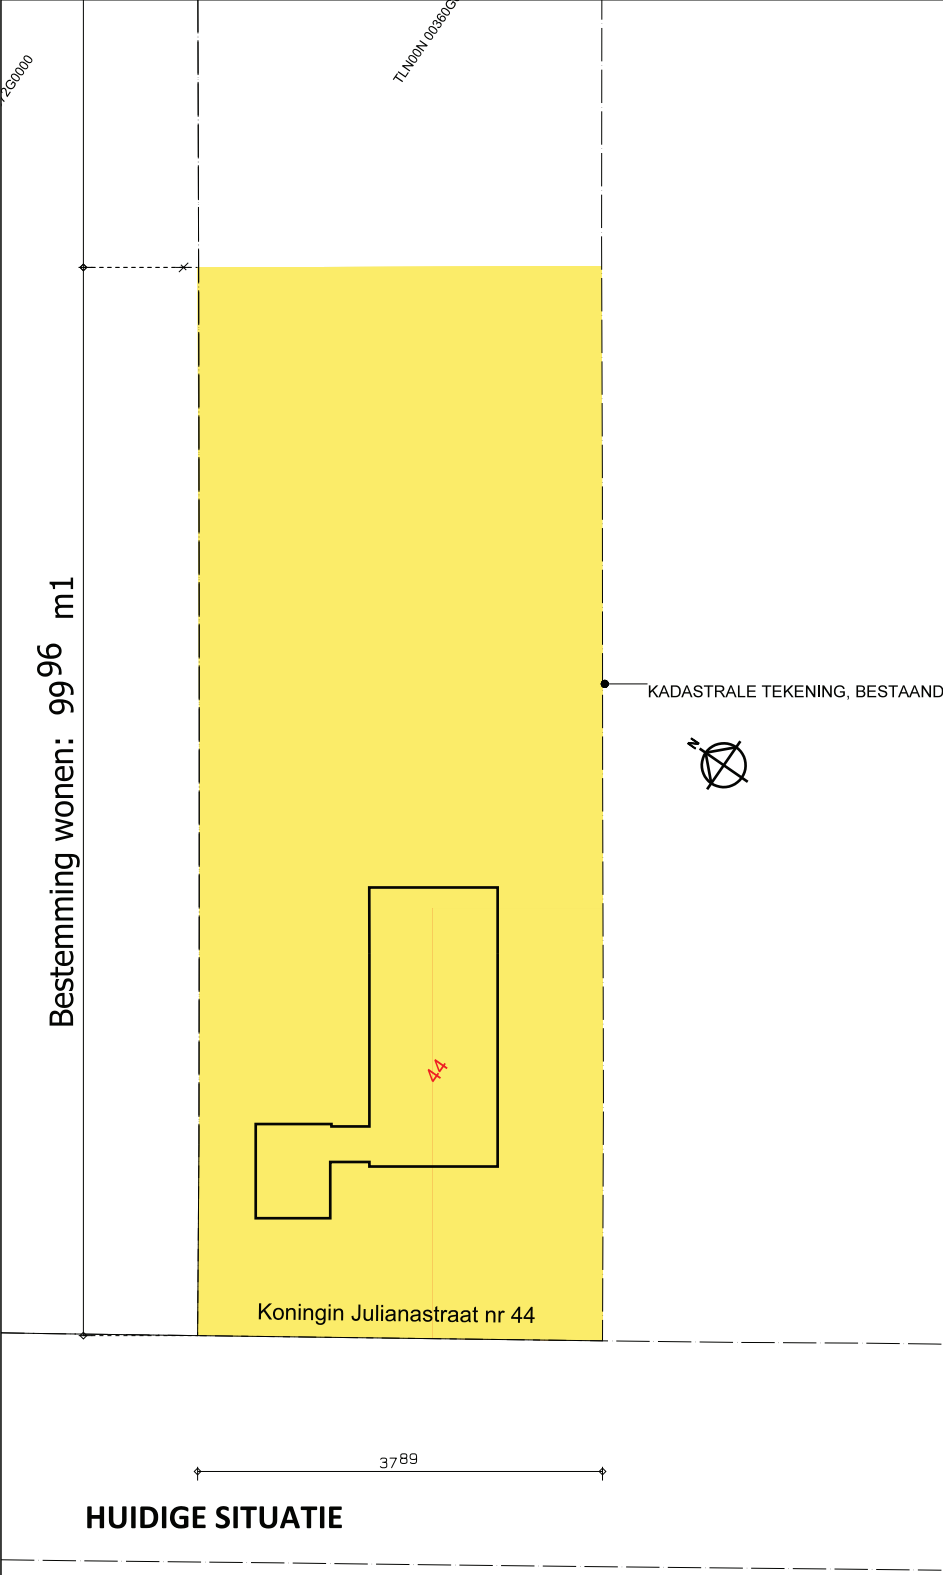 72G0000
TLN00N 00360G
Bestemming wonen: 99⁹⁶ m1
KADASTRALE TEKENING, BESTAAND
N
44
Koningin Julianastraat nr 44
37⁸⁹
HUIDIGE SITUATIE